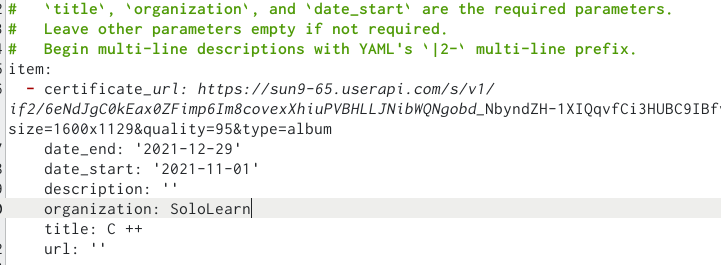 #   `title`, `organization`, and `date_start` are the required parameters.
#   Leave other parameters empty if not required.
#   Begin multi-line descriptions with YAML's `|2-` multi-line prefix.
item:
  - certificate_url: https://sun9-65.userapi.com/s/v1/
if2/6eNdJgC0kEax0ZFimp6Im8covexXhiuPVBHLLJNibWQNgobd_NbyndZH-1XIQqvfCi3HUBC9IBf
size=1600x1129&quality=95&type=album
    date_end: '2021-12-29'
    date_start: '2021-11-01'
    description: ''
    organization: SoloLearn
    title: C ++
    url: ''